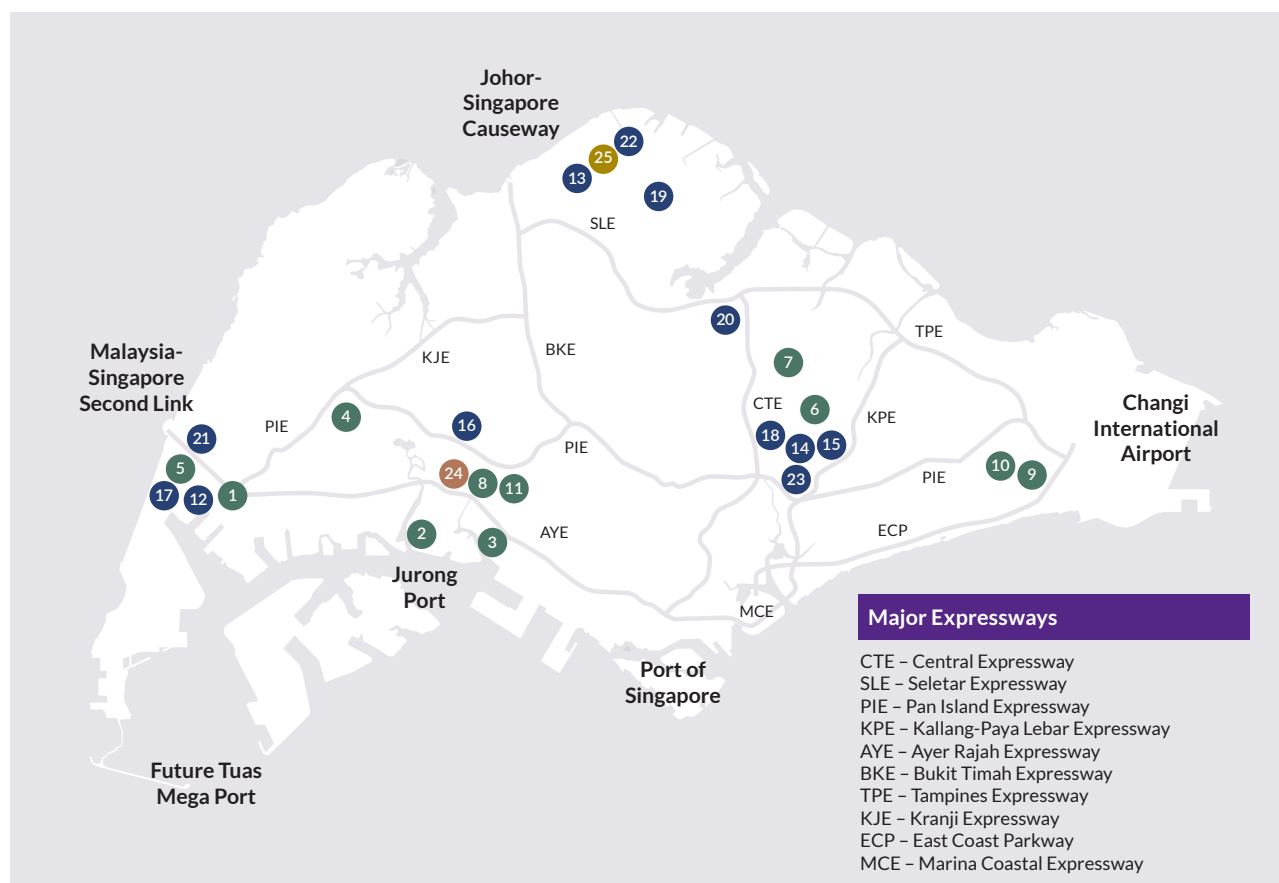 Johor-
Singapore
Causeway
22
25
13
19
SLE
20
TPE
Malaysia-
Singapore
Second Link
KJE
BKE
7
CTE
6
KPE
Changi
International
Airport
4
PIE
16
PIE
21
18
14
15
5
24
8
11
23
PIE
10
9
17
12
1
2
3
AYE
ECP
Jurong
Port
MCE
Port of
Singapore
Future Tuas
Mega Port
Major Expressways
CTE – Central Expressway
SLE – Seletar Expressway
PIE – Pan Island Expressway
KPE – Kallang-Paya Lebar Expressway
AYE – Ayer Rajah Expressway
BKE – Bukit Timah Expressway
TPE – Tampines Expressway
KJE – Kranji Expressway
ECP – East Coast Parkway
MCE – Marina Coastal Expressway